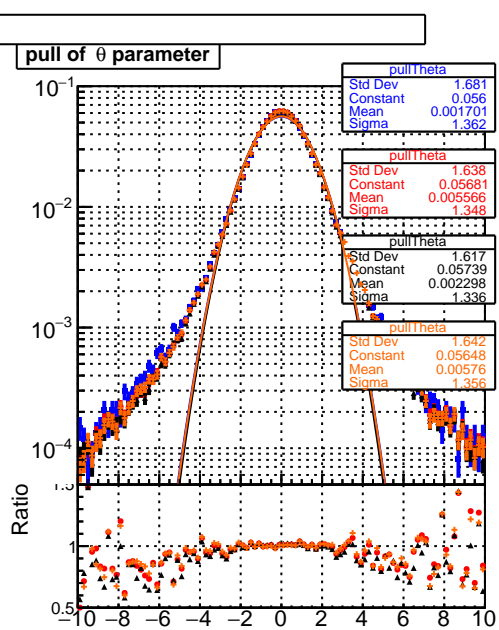 pull of θ parameter
pullTheta
Std Dev 1.681
Constant 0.056
Mean 0.001701
Sigma 1.362
pullTheta
Std Dev 1.638
Constant 0.05681
Mean 0.005566
Sigma 1.348
pullTheta
Std Dev 1.617
Constant 0.05739
Mean 0.002298
Sigma 1.336
pullTheta
Std Dev 1.642
Constant 0.05648
Mean 0.00576
Sigma 1.356
10⁻¹
10⁻²
10⁻³
10⁻⁴
Ratio
1.5
1
0.5
−10 −8 −6 −4 −2 0 2 4 6 8 10